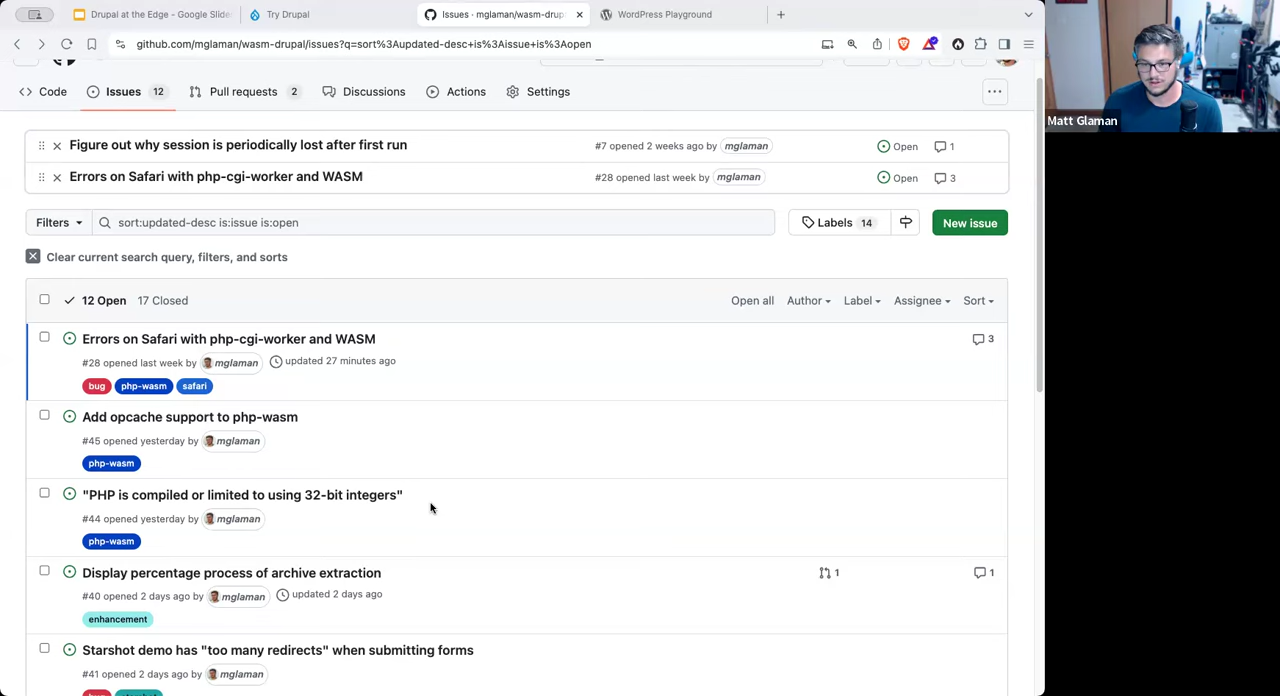 Drupal at the Edge - Google Slide
Try Drupal
Issues · mglaman/wasm-drup
WordPress Playground
github.com/mglaman/wasm-drupal/issues?q=sort%3Aupdated-desc+is%3Aissue+is%3Aopen
Code
Issues 12
Pull requests 2
Discussions
Actions
Settings
Figure out why session is periodically lost after first run
#7 opened 2 weeks ago by mglaman
Open
1
Errors on Safari with php-cgi-worker and WASM
#28 opened last week by mglaman
Open
3
Filters
sort:updated-desc is:issue is:open
Labels 14
New issue
Clear current search query, filters, and sorts
12 Open 17 Closed
Open all Author Label Assignee Sort
Errors on Safari with php-cgi-worker and WASM
3
#28 opened last week by mglaman updated 27 minutes ago
bug php-wasm safari
Add opcache support to php-wasm
#45 opened yesterday by mglaman
php-wasm
"PHP is compiled or limited to using 32-bit integers"
#44 opened yesterday by mglaman
php-wasm
Display percentage process of archive extraction
1
1
#40 opened 2 days ago by mglaman updated 2 days ago
enhancement
Starshot demo has "too many redirects" when submitting forms
#41 opened 2 days ago by mglaman
Matt Glaman